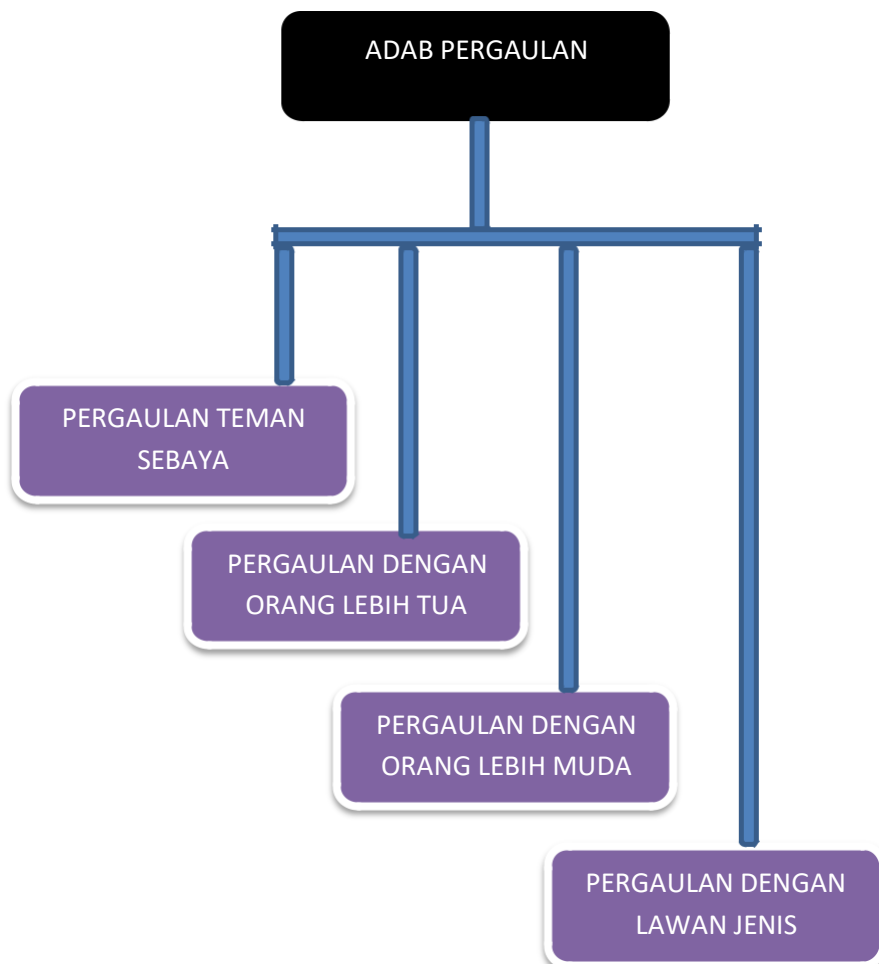 ADAB PERGAULAN
PERGAULAN TEMAN
SEBAYA
PERGAULAN DENGAN
ORANG LEBIH TUA
PERGAULAN DENGAN
ORANG LEBIH MUDA
PERGAULAN DENGAN
LAWAN JENIS